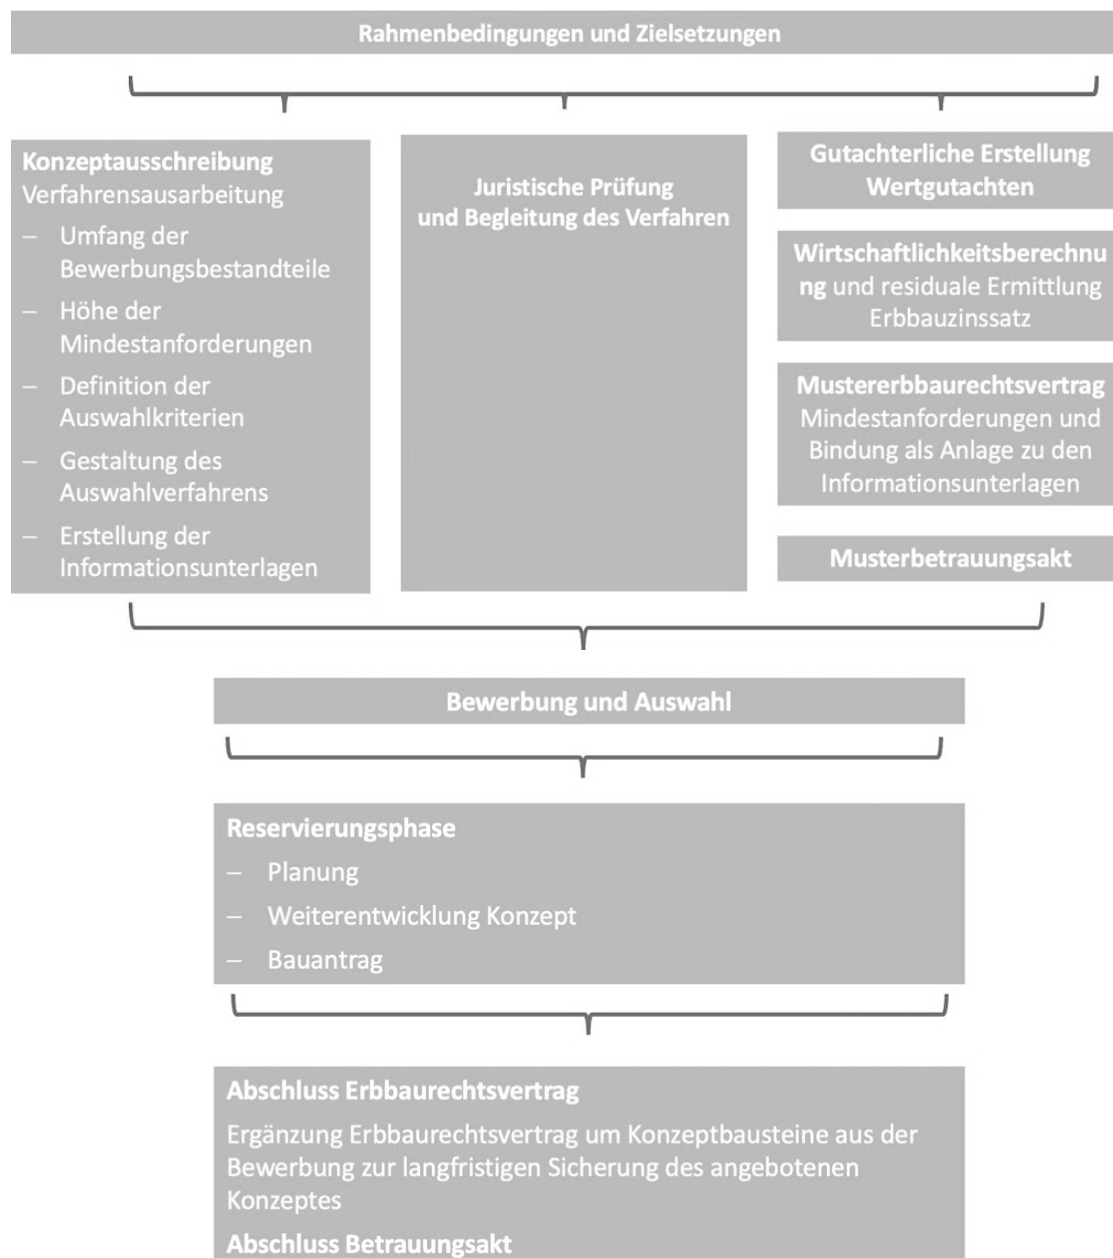 Rahmenbedingungen und Zielsetzungen
Konzeptausschreibung
Verfahrensausarbeitung
– Umfang der
Bewerbungsbestandteile
– Höhe der
Mindestanforderungen
– Definition der
Auswahlkriterien
– Gestaltung des
Auswahlverfahrens
– Erstellung der
Informationsunterlagen
Juristische Prüfung
und Begleitung des Verfahren
Gutachterliche Erstellung
Wertgutachten
Wirtschaftlichkeitsberechnu
ng und residuale Ermittlung
Erbbauzinssatz
Mustererbbaurechtsvertrag
Mindestanforderungen und
Bindung als Anlage zu den
Informationsunterlagen
Musterbetrauungsakt
Bewerbung und Auswahl
Reservierungsphase
– Planung
– Weiterentwicklung Konzept
– Bauantrag
Abschluss Erbbaurechtsvertrag
Ergänzung Erbbaurechtsvertrag um Konzeptbausteine aus der
Bewerbung zur langfristigen Sicherung des angebotenen
Konzeptes
Abschluss Betrauungsakt